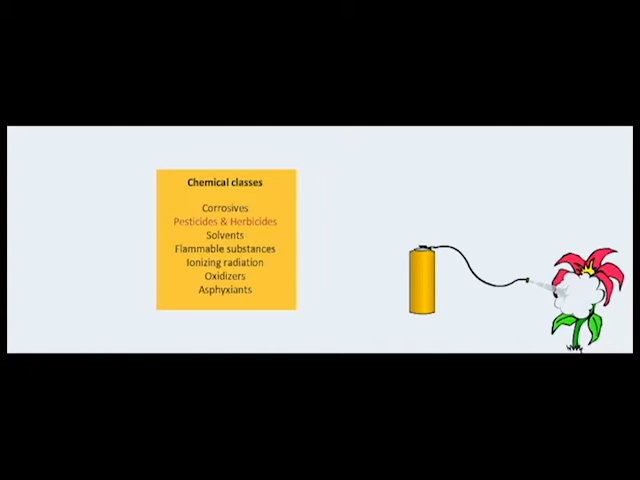 Chemical classes
Corrosives
Pesticides & Herbicides
Solvents
Flammable substances
Ionizing radiation
Oxidizers
Asphyxiants